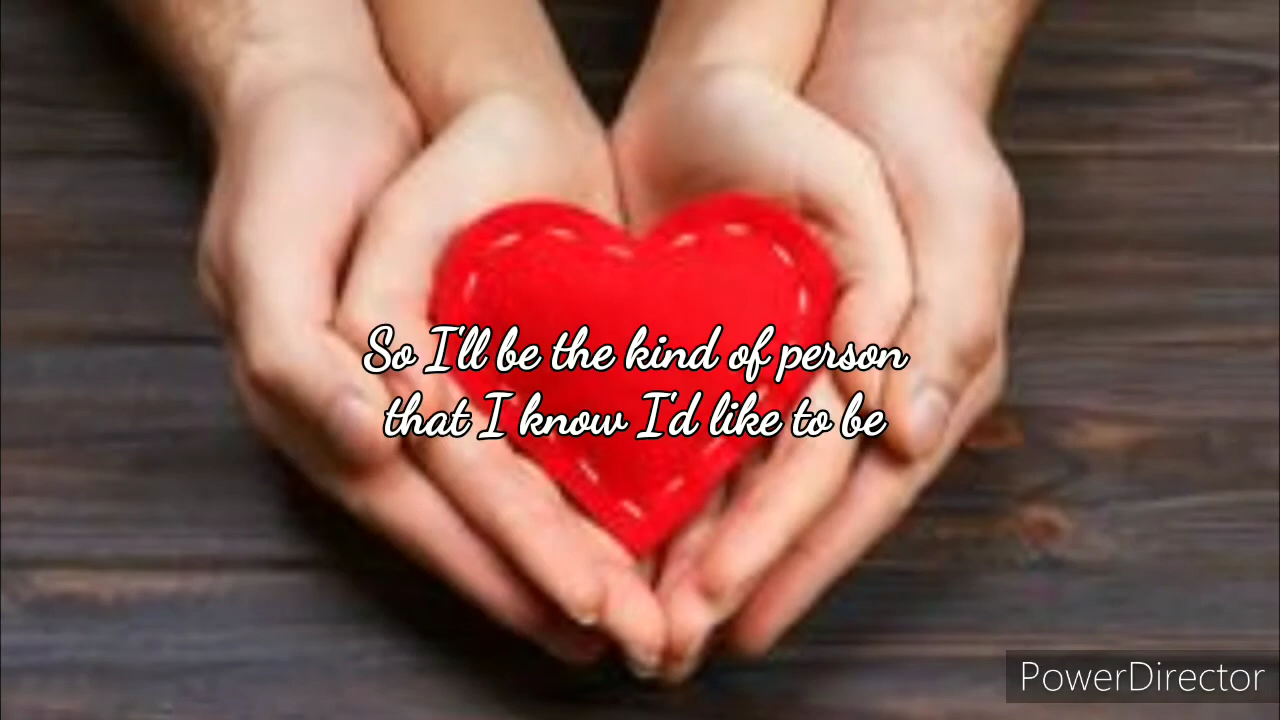 So I'll be the kind of person
that I know I'd like to be
PowerDirector